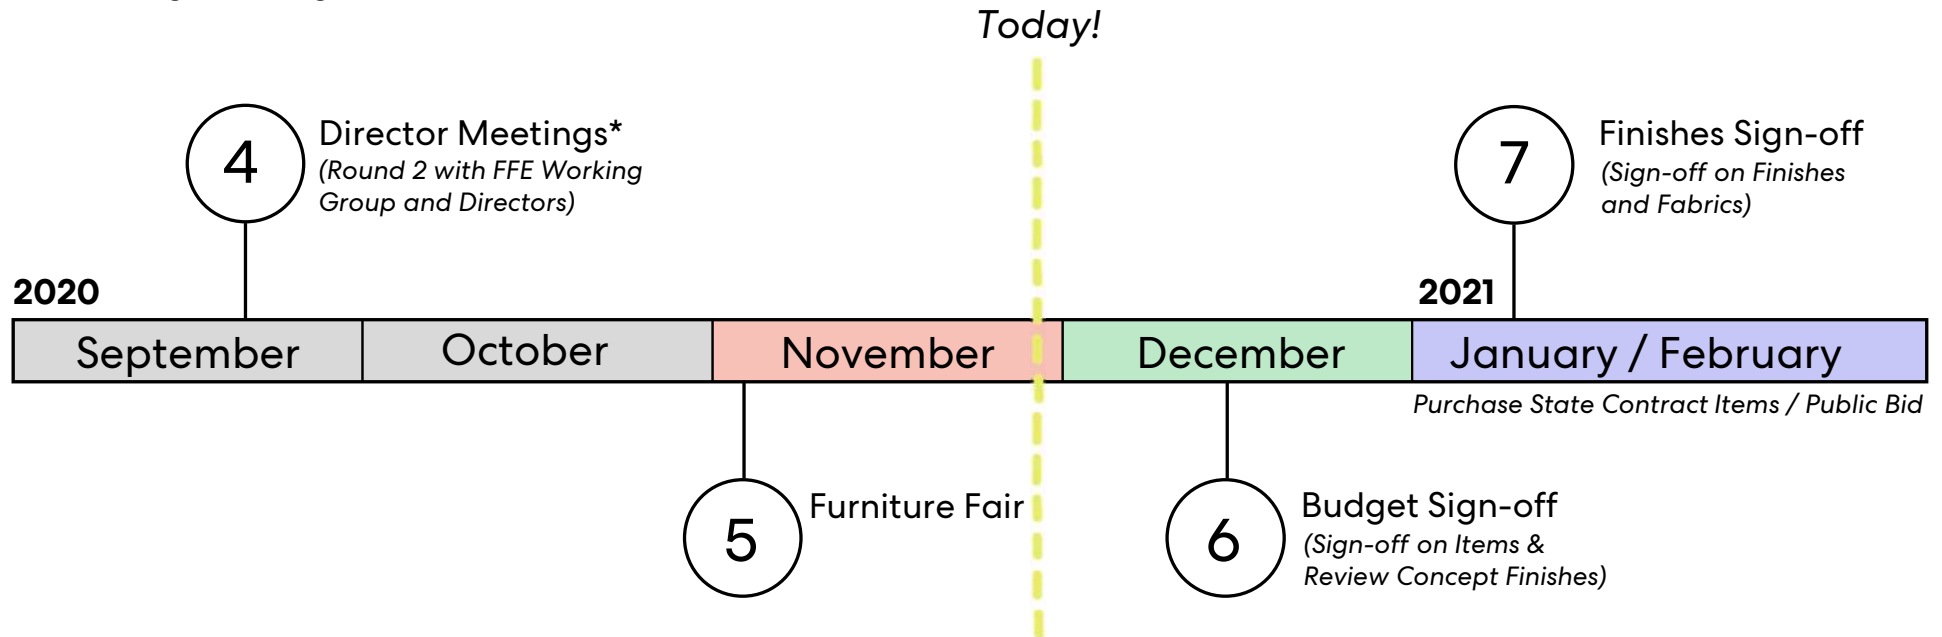 Today!
4
Director Meetings*
(Round 2 with FFE Working
Group and Directors)
7
Finishes Sign-off
(Sign-off on Finishes
and Fabrics)
2020
2021
September
October
November
December
January / February
Purchase State Contract Items / Public Bid
5
Furniture Fair
6
Budget Sign-off
(Sign-off on Items &
Review Concept Finishes)